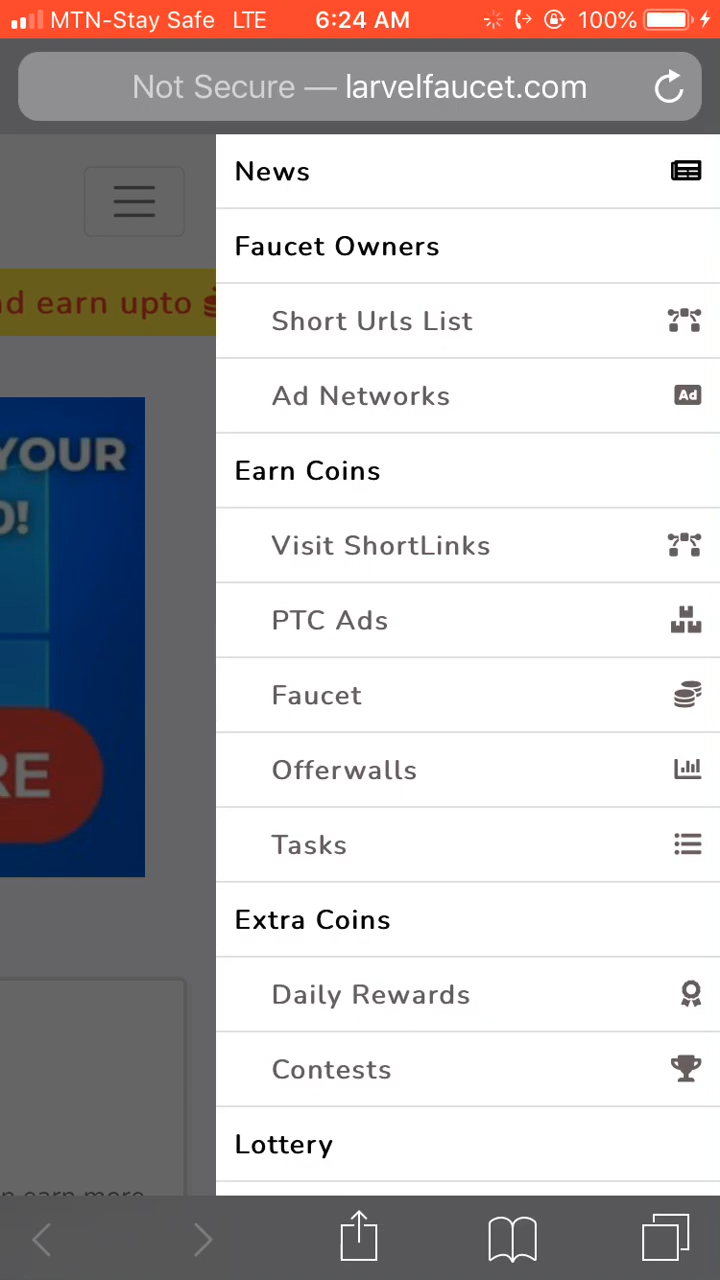 MTN-Stay Safe LTE 6:24 AM 100%
Not Secure — larvelfaucet.com
News
Faucet Owners
earn upto
Short Urls List
Ad Networks
Ad
YOUR
Earn Coins
Visit ShortLinks
PTC Ads
Faucet
Offerwalls
Tasks
Extra Coins
Daily Rewards
Contests
Lottery
earn more